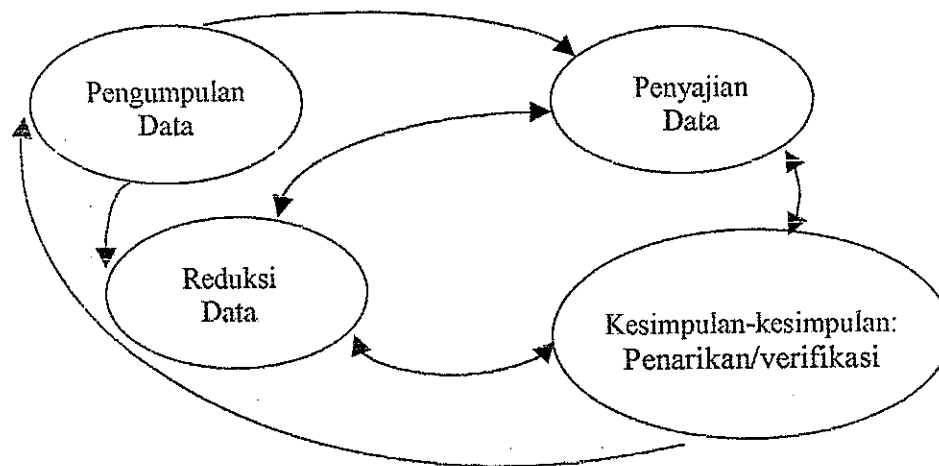 Pengumpulan
Data
Penyajian
Data
Reduksi
Data
Kesimpulan-kesimpulan:
Penarikan/verifikasi